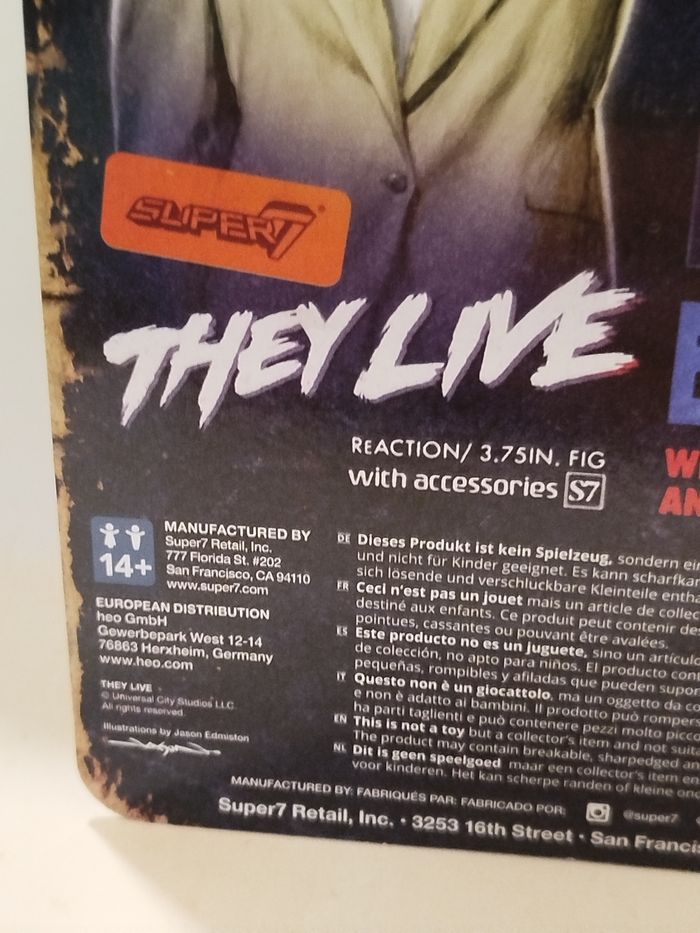 SUPER7
THEY LIVE
REACTION/ 3.75IN. FIG
with accessories S7
W
AN
14+
MANUFACTURED BY
Super7 Retail, Inc.
777 Florida St. #202
San Francisco, CA 94110
www.super7.com
EUROPEAN DISTRIBUTION
heo GmbH
Gewerbepark West 12-14
76863 Herxheim, Germany
www.heo.com
THEY LIVE
© Universal City Studios LLC.
All rights reserved.
Illustrations by Jason Edmiston
DE Dieses Produkt ist kein Spielzeug, sondern ein
und nicht für Kinder geeignet. Es kann scharfka
sich lösende und verschluckbare Kleinteile enth
FR Ceci n'est pas un jouet mais un article de collec
destiné aux enfants. Ce produit peut contenir de
pointues, cassantes ou pouvant être avalées.
ES Este producto no es un juguete, sino un artícul
de colección, no apto para niños. El producto con
pequeñas, rompibles y afiladas que pueden supon
IT Questo non è un giocattolo, ma un oggetto da co
e non è adatto ai bambini. Il prodotto può rompe
ha parti taglienti e può contenere pezzi molto picco
EN This is not a toy but a collector's item and not su
The product may contain breakable, sharpedged an
NL Dit is geen speelgoed maar een collector's item e
voor kinderen. Het kan scherpe randen of kleine on
MANUFACTURED BY: FABRIQUÉS PAR: FABRICADO POR: @super7
Super7 Retail, Inc. • 3253 16th Street • San Francis